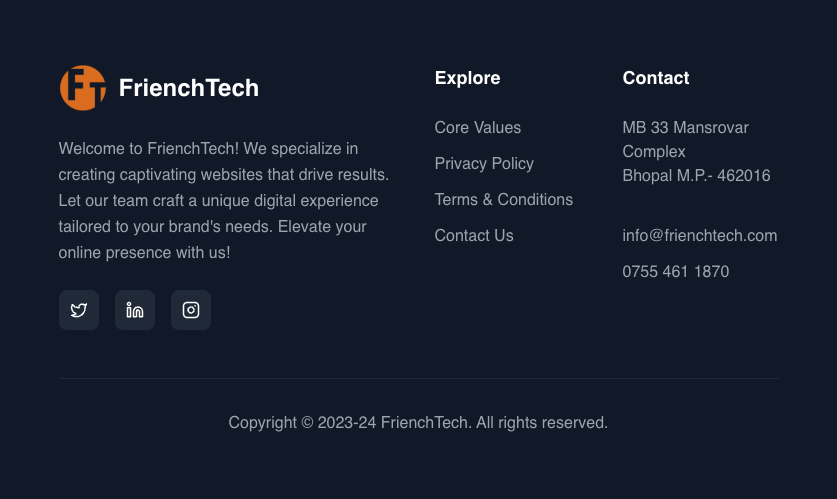 FT
FrienchTech
Welcome to FrienchTech! We specialize in
creating captivating websites that drive results.
Let our team craft a unique digital experience
tailored to your brand's needs. Elevate your
online presence with us!
Explore
Core Values
Privacy Policy
Terms & Conditions
Contact Us
Contact
MB 33 Mansrovar
Complex
Bhopal M.P.- 462016
info@frienchtech.com
0755 461 1870
Copyright © 2023-24 FrienchTech. All rights reserved.